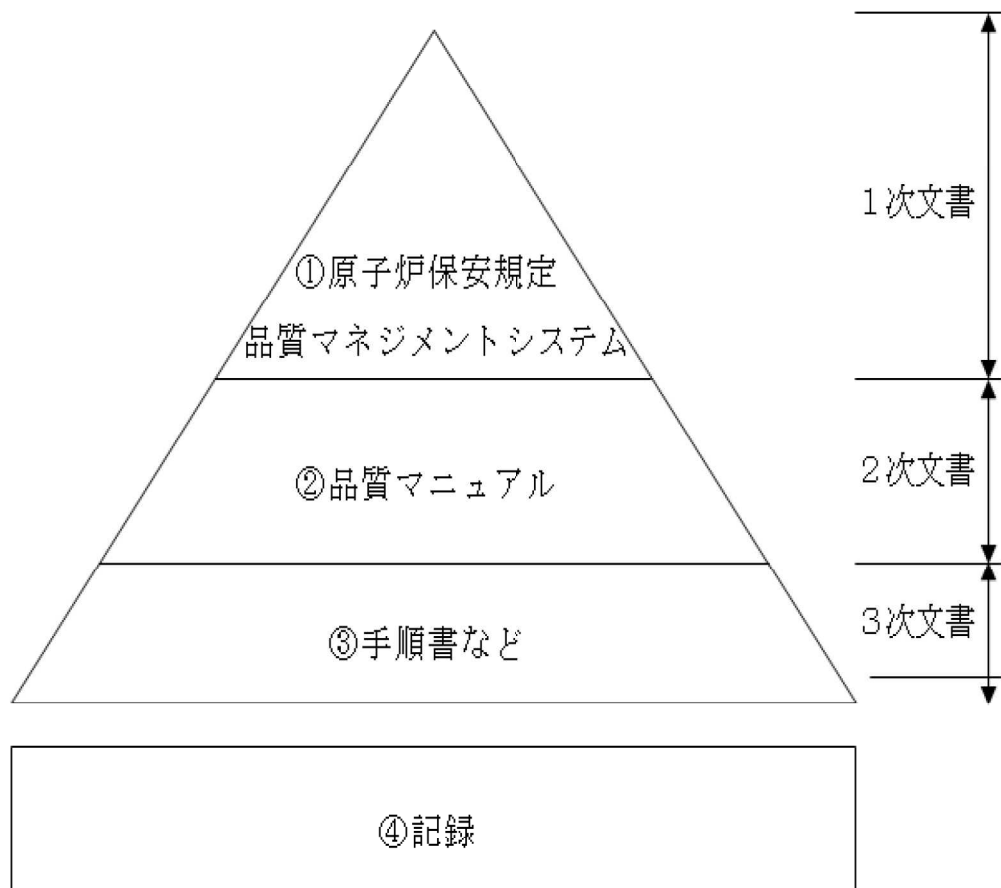 1次文書
①原子炉保安規定
品質マネジメントシステム
2次文書
②品質マニュアル
3次文書
③手順書など
④記録